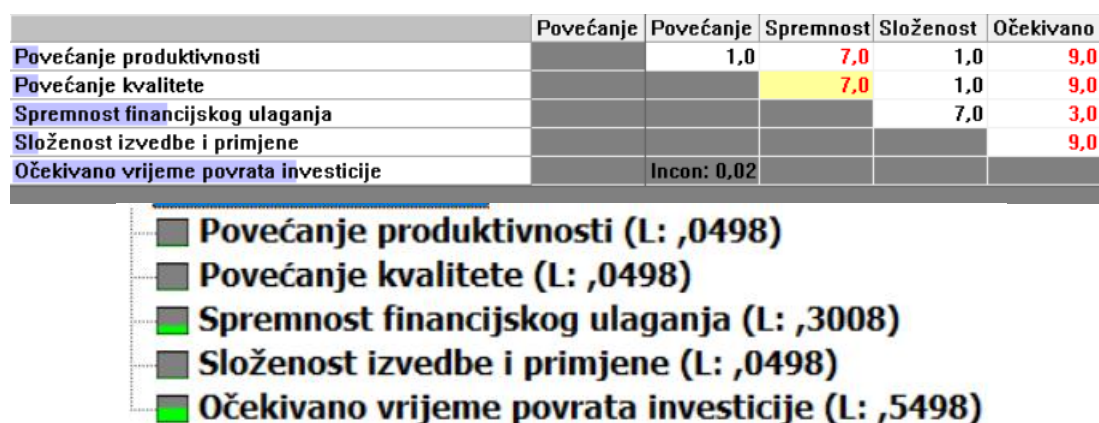 Povećanje Povećanje Spremnost Složenost Očekivano
Povećanje produktivnosti 1,0 7,0 1,0 9,0
Povećanje kvalitete 7,0 1,0 9,0
Spremnost financijskog ulaganja 7,0 3,0
Složenost izvedbe i primjene 9,0
Očekivano vrijeme povrata investicije Incon: 0,02
Povećanje produktivnosti (L: ,0498)
Povećanje kvalitete (L: ,0498)
Spremnost financijskog ulaganja (L: ,3008)
Složenost izvedbe i primjene (L: ,0498)
Očekivano vrijeme povrata investicije (L: ,5498)